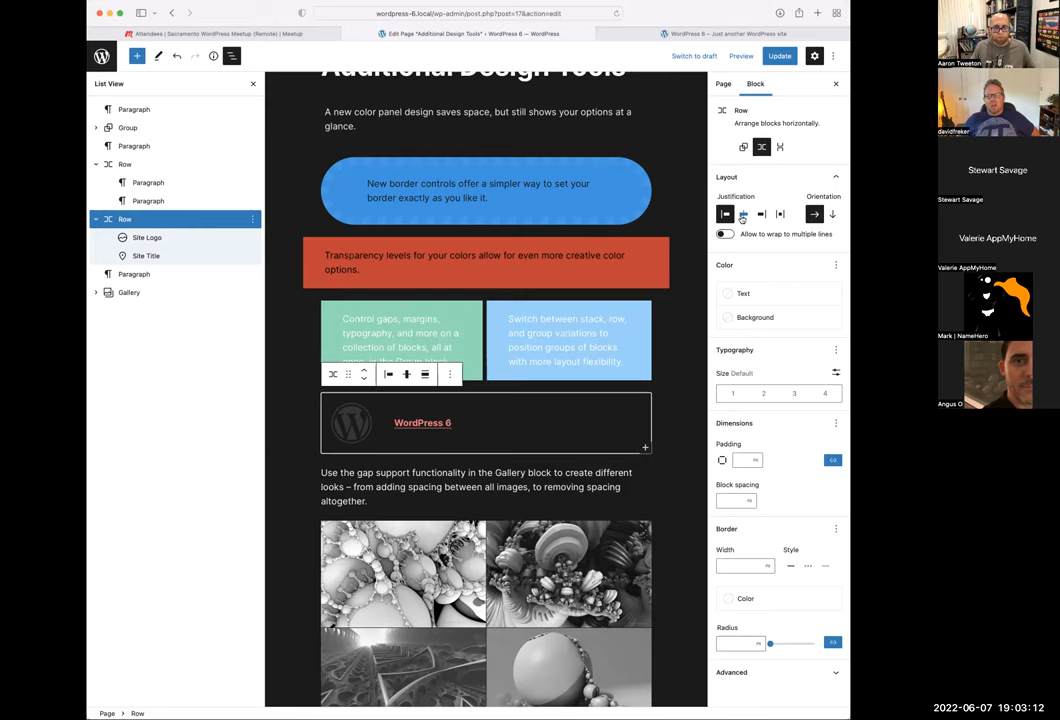 wordpress-6.local/wp-admin/post.php?post=17&action=edit
Attendees | Sacramento WordPress Meetup (Remote) | Meetup
Edit Page "Additional Design Tools" ‹ WordPress 6 — WordPress
WordPress 6 – Just another WordPress site
Switch to draft
Preview
Update
List View
Paragraph
Group
Paragraph
Row
Paragraph
Paragraph
Row
Site Logo
Site Title
Paragraph
Gallery
Additional Design Tools
A new color panel design saves space, but still shows your options at a
glance.
New border controls offer a simpler way to set your
border exactly as you like it.
Transparency levels for your colors allow for even more creative color
options.
Control gaps, margins,
typography, and more on a
collection of blocks, all at
once, in the Group block
Switch between stack, row,
and group variations to
position groups of blocks
with more layout flexibility.
WordPress 6
Use the gap support functionality in the Gallery block to create different
looks – from adding spacing between all images, to removing spacing
altogether.
Page
Block
Row
Arrange blocks horizontally.
Layout
Justification
Orientation
Allow to wrap to multiple lines
Color
Text
Background
Typography
Size Default
1 2 3 4
Dimensions
Padding
PX
Block spacing
PX
Border
Width
Style
PX
Color
Radius
PX
Advanced
Page › Row
Aaron Tweeton
davidfreker
Stewart Savage
Stewart Savage
Valerie AppMyHome
Valerie AppMyHome
Mark | NameHero
Angus O
2022-06-07 19:03:12